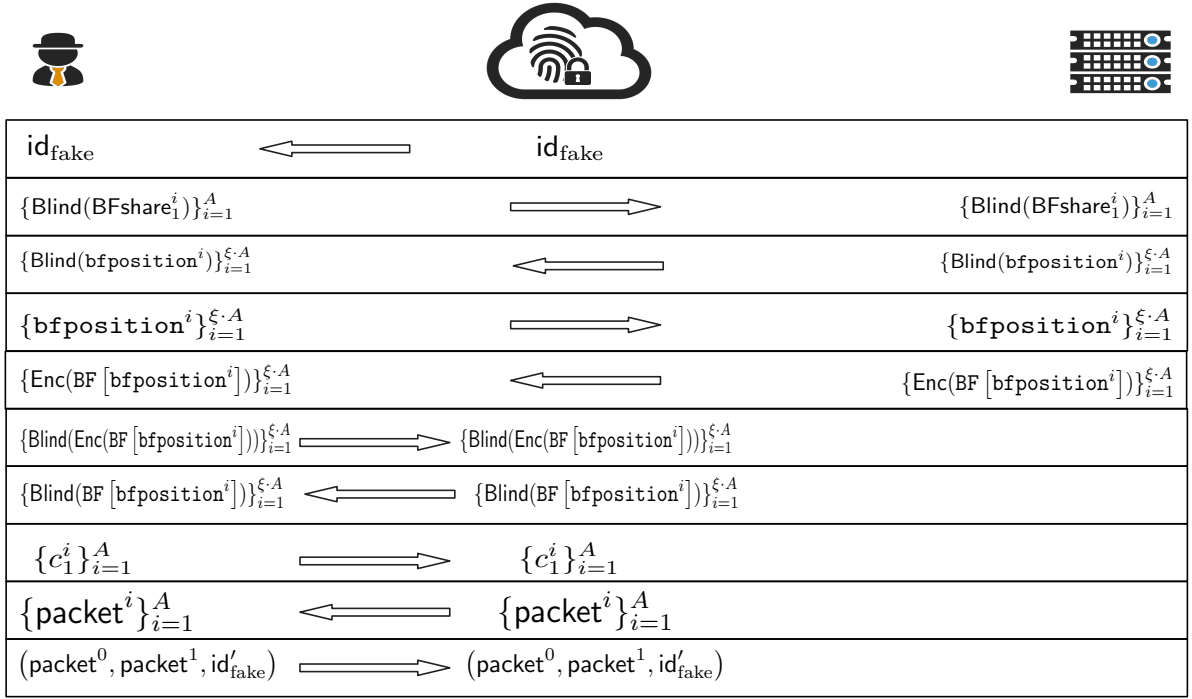 id_fake ⟸ id_fake
{Blind(BFshare_1^i)}_{i=1}^A ⟹ {Blind(BFshare_1^i)}_{i=1}^A
{Blind(bfposition^i)}_{i=1}^{ξ·A} ⟸ {Blind(bfposition^i)}_{i=1}^{ξ·A}
{bfposition^i}_{i=1}^{ξ·A} ⟹ {bfposition^i}_{i=1}^{ξ·A}
{Enc(BF [bfposition^i])}_{i=1}^{ξ·A} ⟸ {Enc(BF [bfposition^i])}_{i=1}^{ξ·A}
{Blind(Enc(BF [bfposition^i]))}_{i=1}^{ξ·A} ⟹ {Blind(Enc(BF [bfposition^i]))}_{i=1}^{ξ·A}
{Blind(BF [bfposition^i])}_{i=1}^{ξ·A} ⟸ {Blind(BF [bfposition^i])}_{i=1}^{ξ·A}
{c_1^i}_{i=1}^A ⟹ {c_1^i}_{i=1}^A
{packet^i}_{i=1}^A ⟸ {packet^i}_{i=1}^A
(packet^0, packet^1, id′_fake) ⟹ (packet^0, packet^1, id′_fake)